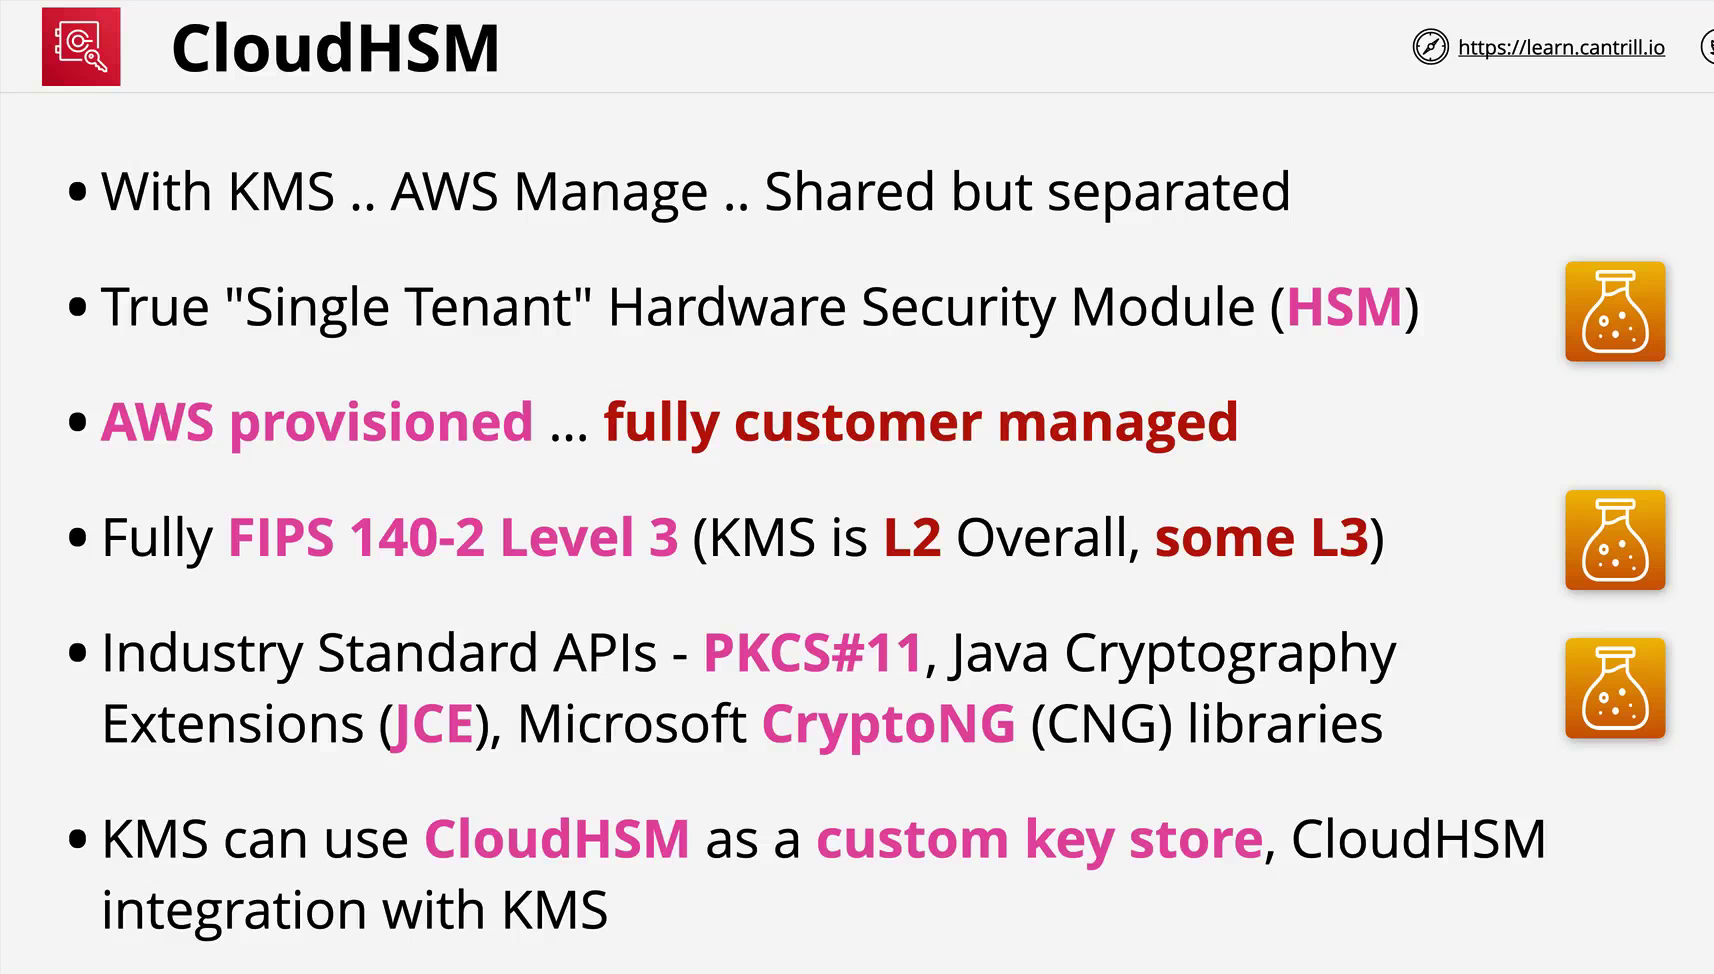 CloudHSM
https://learn.cantrill.io
• With KMS .. AWS Manage .. Shared but separated
• True "Single Tenant" Hardware Security Module (HSM)
• AWS provisioned ... fully customer managed
• Fully FIPS 140-2 Level 3 (KMS is L2 Overall, some L3)
• Industry Standard APIs - PKCS#11, Java Cryptography
Extensions (JCE), Microsoft CryptoNG (CNG) libraries
• KMS can use CloudHSM as a custom key store, CloudHSM
integration with KMS